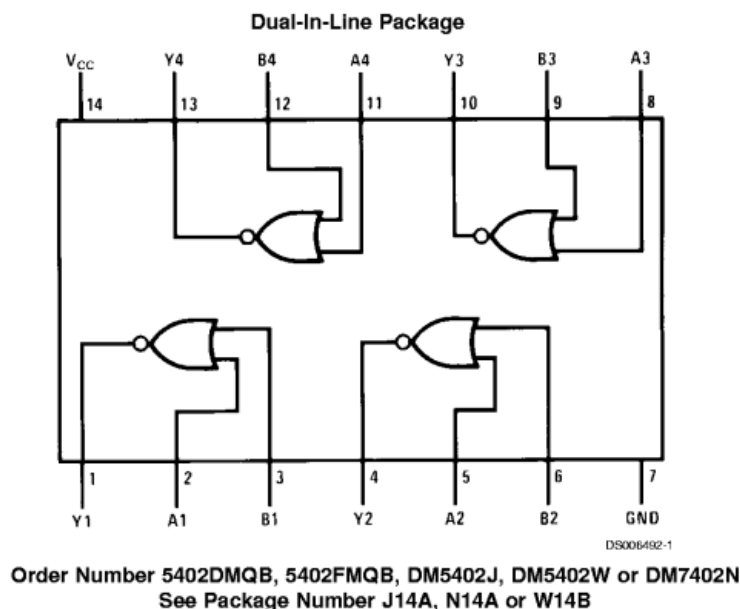 Dual-In-Line Package
VCC Y4 B4 A4 Y3 B3 A3
14 13 12 11 10 9 8
1 2 3 4 5 6 7
Y1 A1 B1 Y2 A2 B2 GND
DS006492-1
Order Number 5402DMQB, 5402FMQB, DM5402J, DM5402W or DM7402N
See Package Number J14A, N14A or W14B